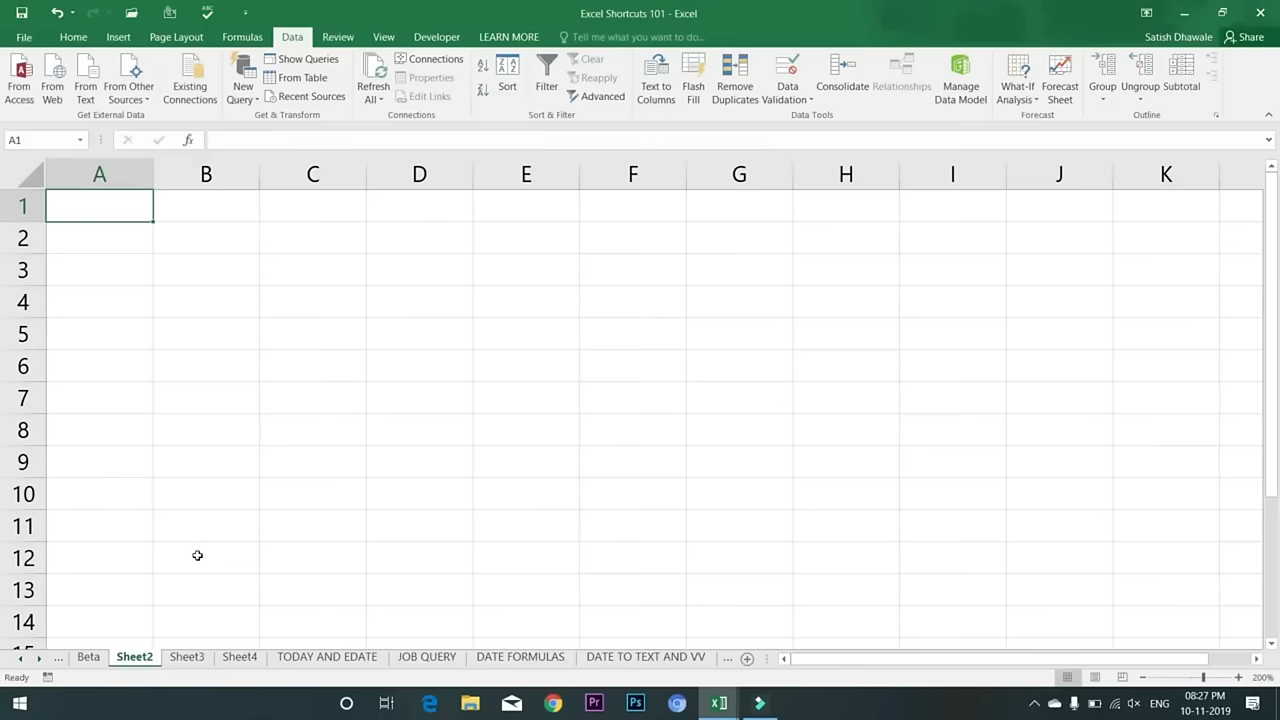 Excel Shortcuts 101 - Excel
File Home Insert Page Layout Formulas Data Review View Developer LEARN MORE Tell me what you want to do... Satish Dhawale Share
From Access
From Web
From Text
From Other Sources
Existing Connections
Get External Data
New Query
Show Queries
From Table
Recent Sources
Get & Transform
Refresh All
Connections
Properties
Edit Links
Connections
Sort
Filter
Clear
Reapply
Advanced
Sort & Filter
Text to Columns
Flash Fill
Remove Duplicates
Data Validation
Consolidate
Relationships
Manage Data Model
Data Tools
What-If Analysis
Forecast Sheet
Forecast
Group
Ungroup
Subtotal
Outline
A1 fx
A B C D E F G H I J K
1
2
3
4
5
6
7
8
9
10
11
12
13
14
... Beta Sheet2 Sheet3 Sheet4 TODAY AND EDATE JOB QUERY DATE FORMULAS DATE TO TEXT AND VV ...
Ready 200%
ENG 08:27 PM
10-11-2019